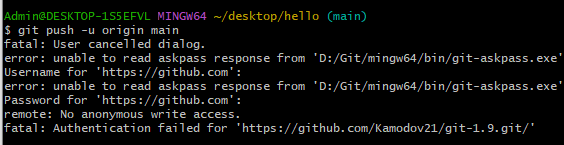 Admin@DESKTOP-1S5EFVL MINGW64 ~/desktop/hello (main)
$ git push -u origin main
fatal: User cancelled dialog.
error: unable to read askpass response from 'D:/Git/mingw64/bin/git-askpass.exe'
Username for 'https://github.com':
error: unable to read askpass response from 'D:/Git/mingw64/bin/git-askpass.exe'
Password for 'https://github.com':
remote: No anonymous write access.
fatal: Authentication failed for 'https://github.com/Kamodov21/git-1.9.git/'